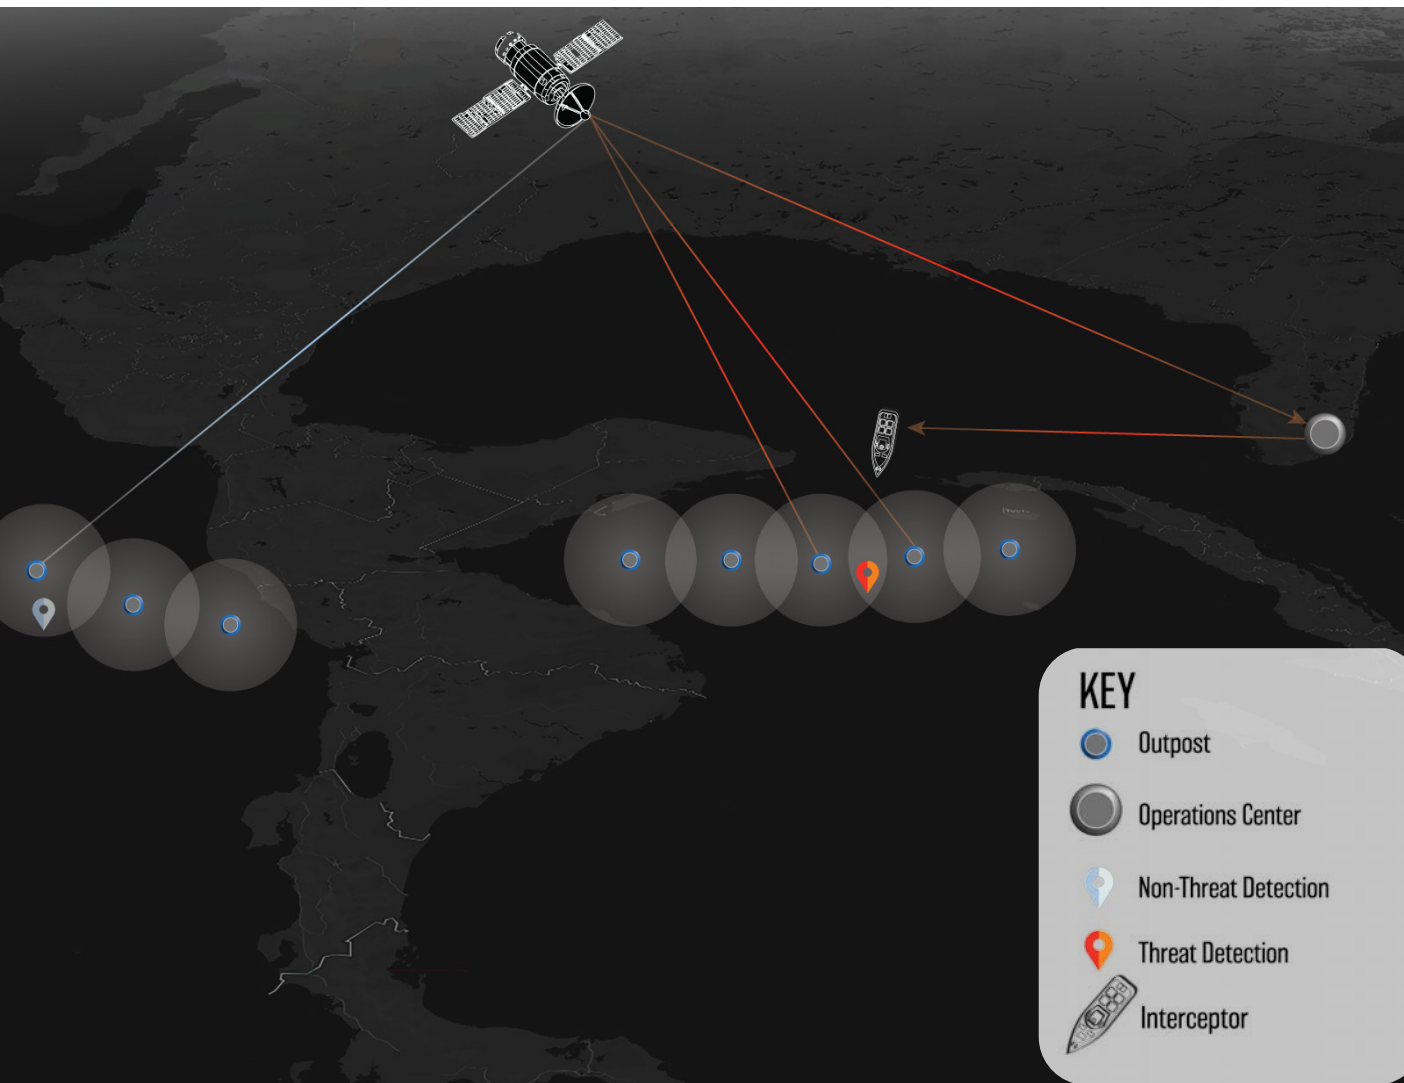 KEY
Outpost
Operations Center
Non-Threat Detection
Threat Detection
Interceptor